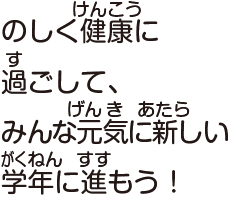 けんこう
のしく健康に
す
過ごして、
げんき あたら
みんな元気に新しい
がくねん すす
学年に進もう！